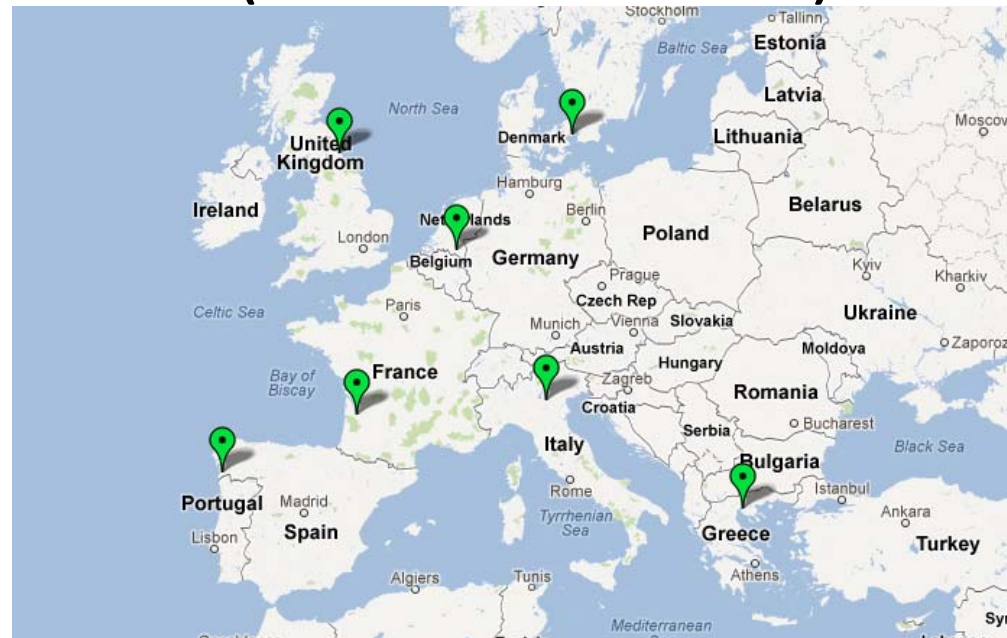 Stockholm
Tallinn
Estonia
Baltic Sea
North Sea
Latvia
Moscow
Denmark
Lithuania
United
Kingdom
Hamburg
Belarus
Ireland
Berlin
Netherlands
Poland
London
Belgium
Germany
Prague
Kyiv
Kharkiv
Czech Rep
Celtic Sea
Paris
Ukraine
Munich
Vienna
Slovakia
Austria
Moldova
Zaporoz
Hungary
Bay of
Biscay
France
Zagreb
Romania
Croatia
Bucharest
Serbia
Italy
Black Sea
Bulgaria
Rome
Istanbul
Portugal
Madrid
Tyrrhenian
Sea
Ankara
Spain
Greece
Lisbon
Turkey
Athens
Algiers
Tunis
Mediterranean
Sy